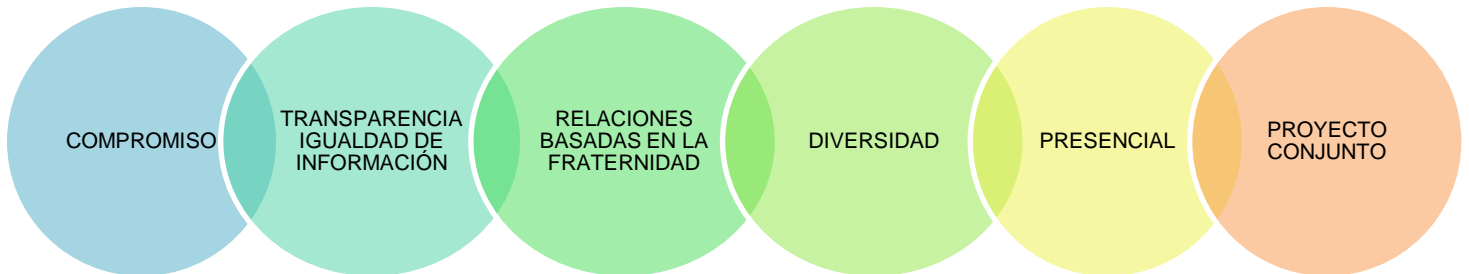 COMPROMISO
TRANSPARENCIA
IGUALDAD DE
INFORMACIÓN
RELACIONES
BASADAS EN LA
FRATERNIDAD
DIVERSIDAD
PRESENCIAL
PROYECTO
CONJUNTO